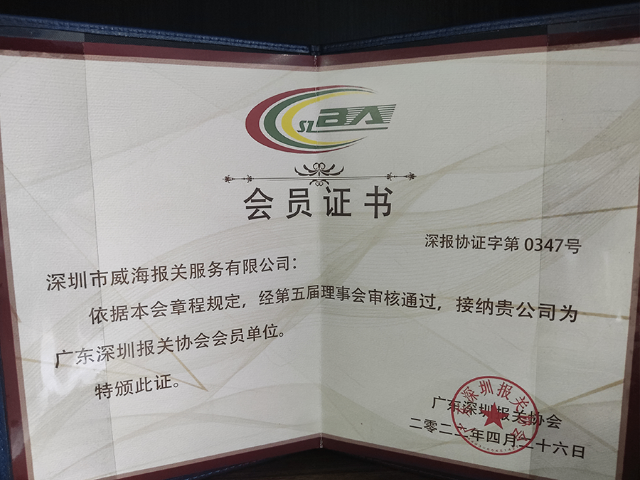 SZBA
会员证书
深报协证字第 0347号
深圳市威海报关服务有限公司：
依据本会章程规定，经第五届理事会审核通过，接纳贵公司为
广东深圳报关协会会员单位。
特颁此证。
广东深圳报关协会
二零二六年四月二十六日